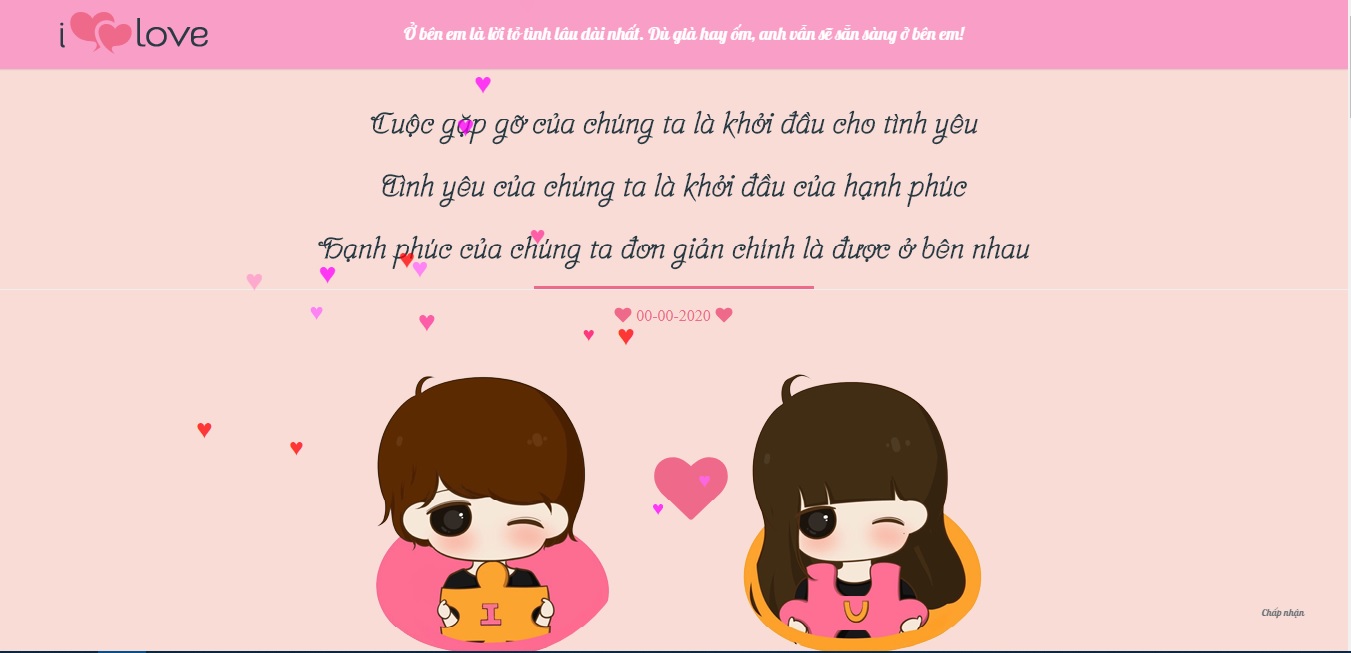 i love
Ở bên em là lời tỏ tình lâu dài nhất. Dù già hay ốm, anh vẫn sẽ sẵn sàng ở bên em!
Cuộc gặp gỡ của chúng ta là khởi đầu cho tình yêu
Tình yêu của chúng ta là khởi đầu của hạnh phúc
Hạnh phúc của chúng ta đơn giản chính là được ở bên nhau
00-00-2020
I
U
Chấp nhận